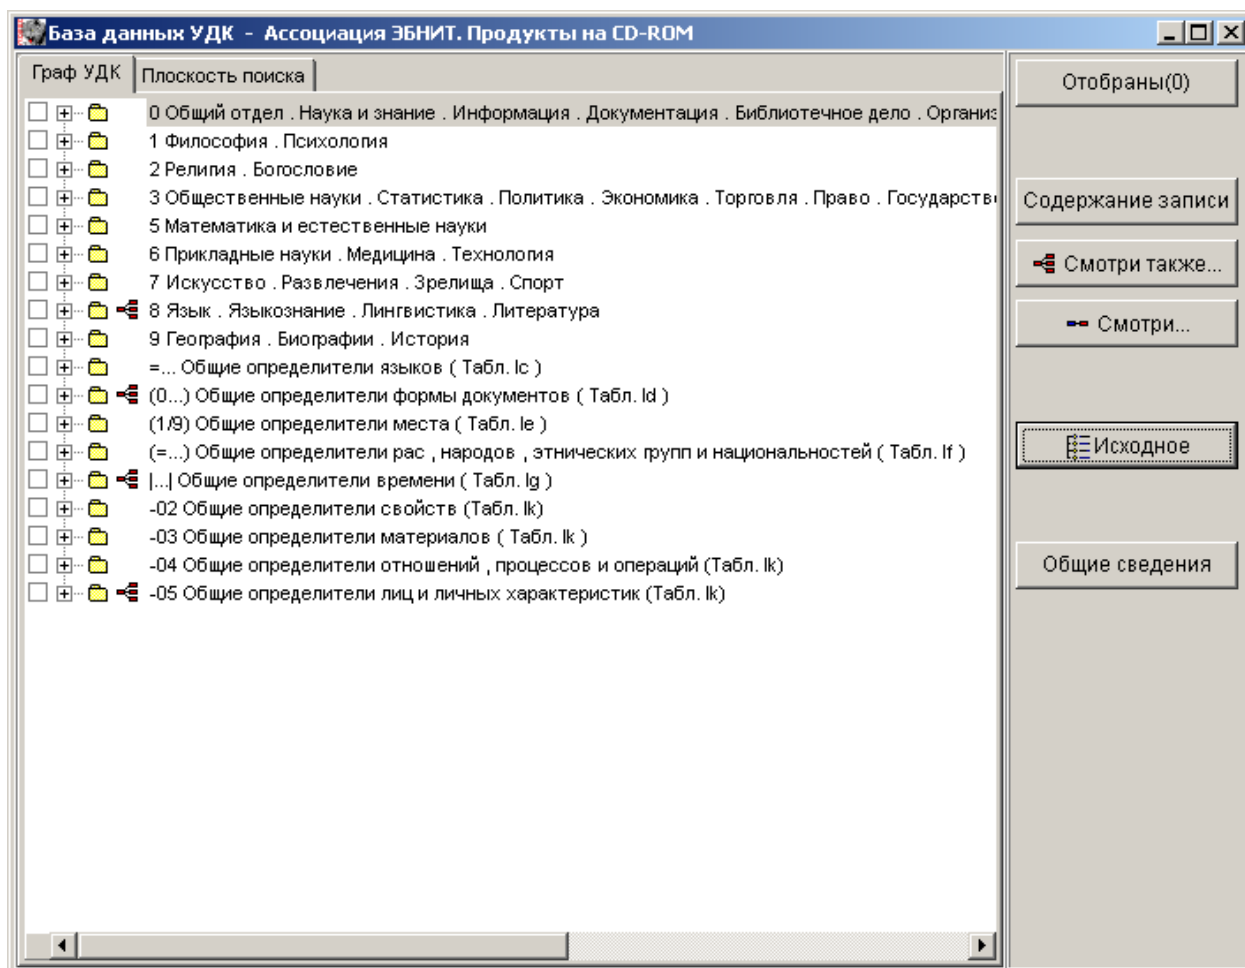 База данных УДК - Ассоциация ЭБНИТ. Продукты на CD-ROM
Граф УДК
Плоскость поиска
0 Общий отдел . Наука и знание . Информация . Документация . Библиотечное дело . Организ
1 Философия . Психология
2 Религия . Богословие
3 Общественные науки . Статистика . Политика . Экономика . Торговля . Право . Государств
5 Математика и естественные науки
6 Прикладные науки . Медицина . Технология
7 Искусство . Развлечения . Зрелища . Спорт
8 Язык . Языкознание . Лингвистика . Литература
9 География . Биографии . История
=... Общие определители языков ( Табл. Ic )
(0...) Общие определители формы документов ( Табл. Id )
(1/9) Общие определители места ( Табл. Ie )
(=...) Общие определители рас , народов , этнических групп и национальностей ( Табл. If )
|...| Общие определители времени ( Табл. Ig )
-02 Общие определители свойств (Табл. Ik)
-03 Общие определители материалов ( Табл. Ik )
-04 Общие определители отношений , процессов и операций (Табл. Ik)
-05 Общие определители лиц и личных характеристик (Табл. Ik)
Отобраны(0)
Содержание записи
Смотри также...
Смотри...
Исходное
Общие сведения